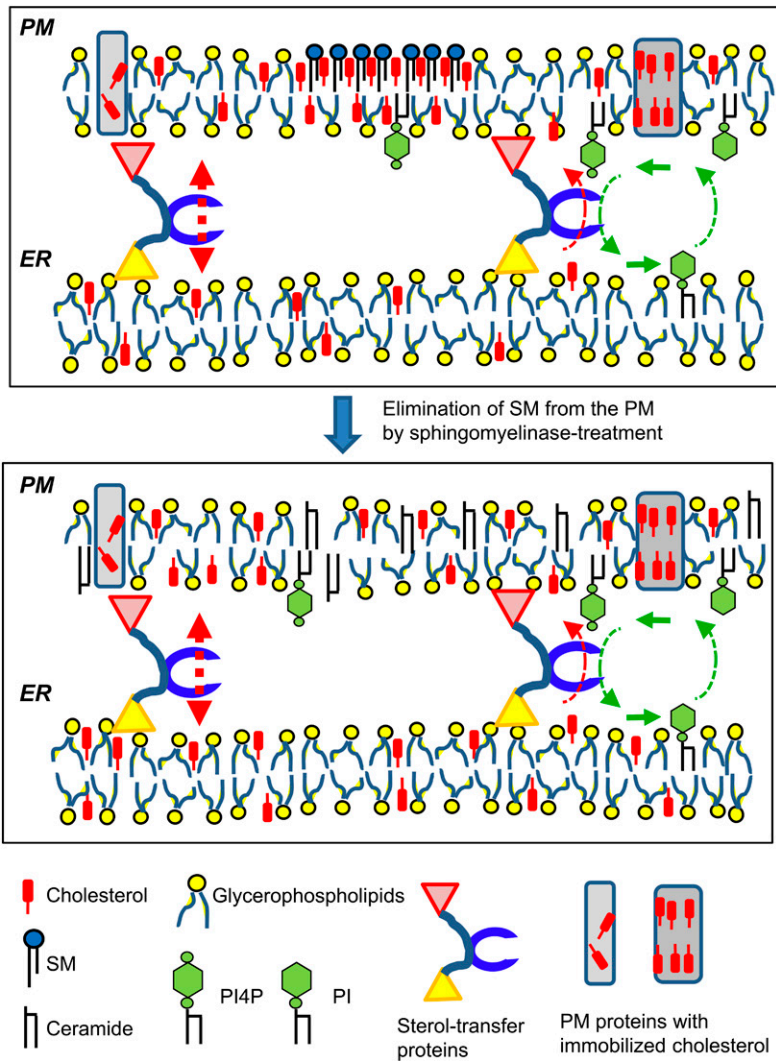 PM
ER
Elimination of SM from the PM
by sphingomyelinase-treatment
PM
ER
Cholesterol
Glycerophospholipids
SM
PI4P
PI
Ceramide
Sterol-transfer
proteins
PM proteins with
immobilized cholesterol